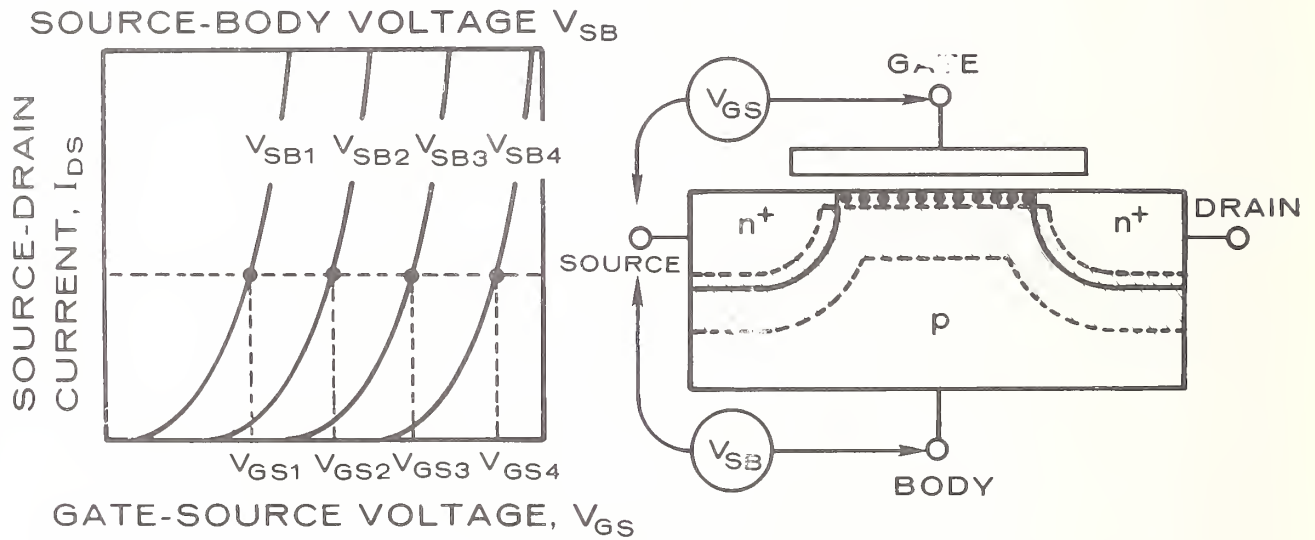 SOURCE-BODY VOLTAGE V_SB
SOURCE-DRAIN
CURRENT, I_DS
V_SB1 V_SB2 V_SB3 V_SB4
V_GS1 V_GS2 V_GS3 V_GS4
GATE-SOURCE VOLTAGE, V_GS
GATE
V_GS
n+ n+
DRAIN
SOURCE
p
V_SB
BODY